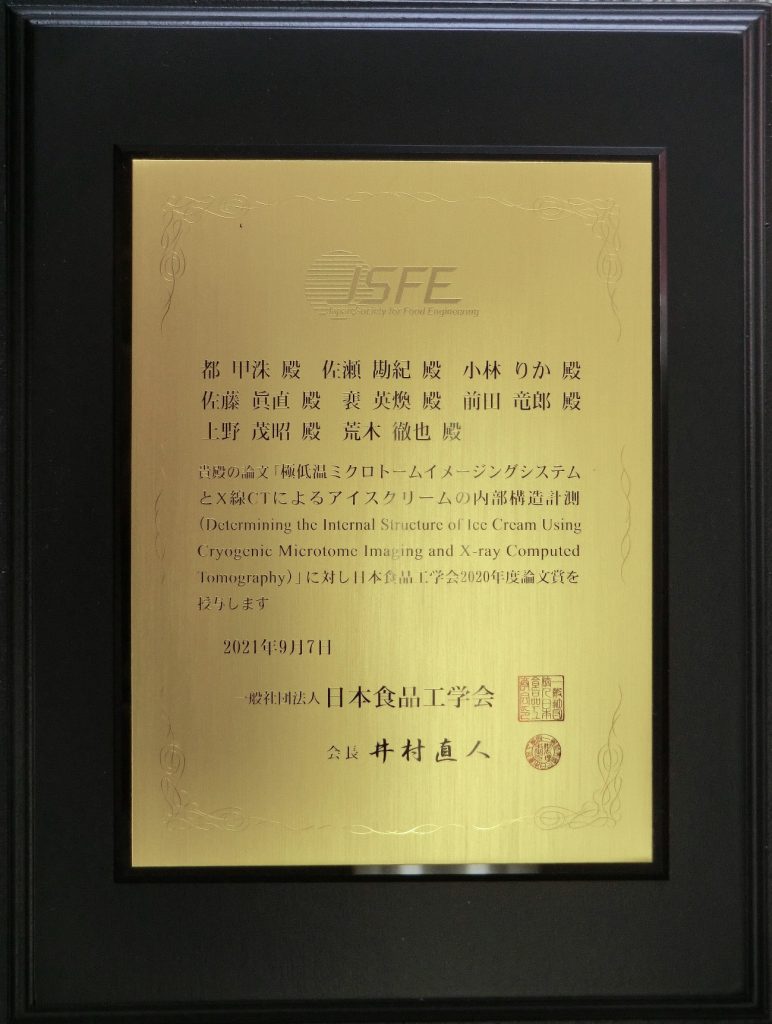 JSFE
Japan Society for Food Engineering
都 甲洙 殿 佐瀬 勘紀 殿 小林 りか 殿
佐藤 眞直 殿 裵 英煥 殿 前田 竜郎 殿
上野 茂昭 殿 荒木 徹也 殿
貴殿の論文「極低温ミクロトームイメージングシステム
とX線CTによるアイスクリームの内部構造計測
(Determining the Internal Structure of Ice Cream Using
Cryogenic Microtome Imaging and X-ray Computed
Tomography)」に対し日本食品工学会2020年度論文賞を
授与します
2021年9月7日
一般社団法人 日本食品工学会
会長 井村直人